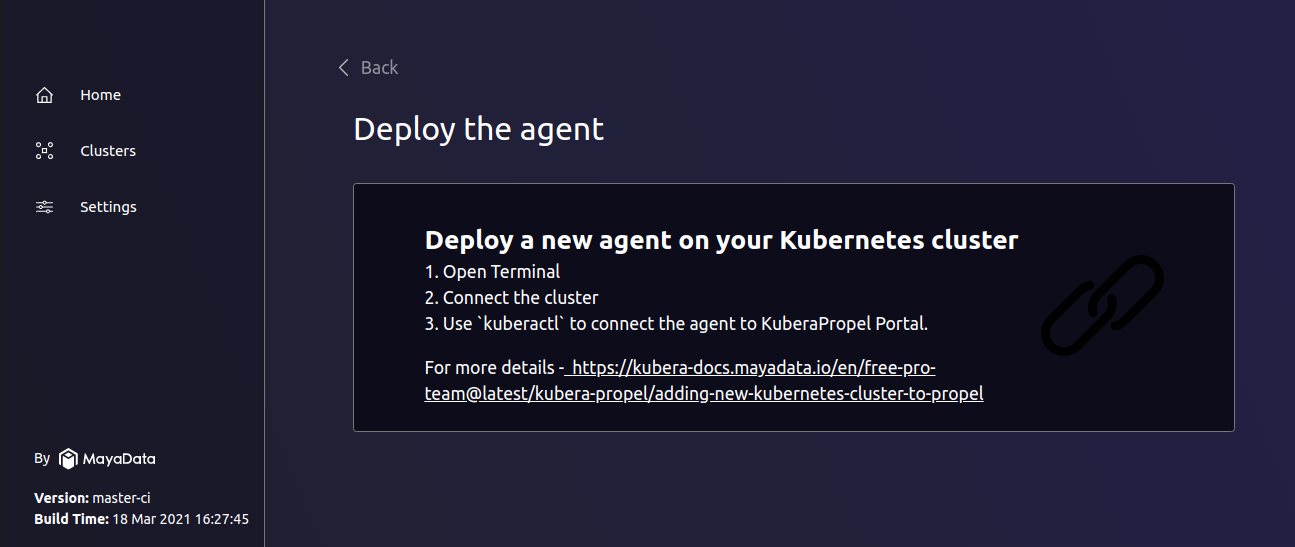 Home
Clusters
Settings
By MayaData
Version: master-ci
Build Time: 18 Mar 2021 16:27:45
Back
Deploy the agent
Deploy a new agent on your Kubernetes cluster
1. Open Terminal
2. Connect the cluster
3. Use `kuberactl` to connect the agent to KuberaPropel Portal.
For more details - https://kubera-docs.mayadata.io/en/free-pro-
team@latest/kubera-propel/adding-new-kubernetes-cluster-to-propel